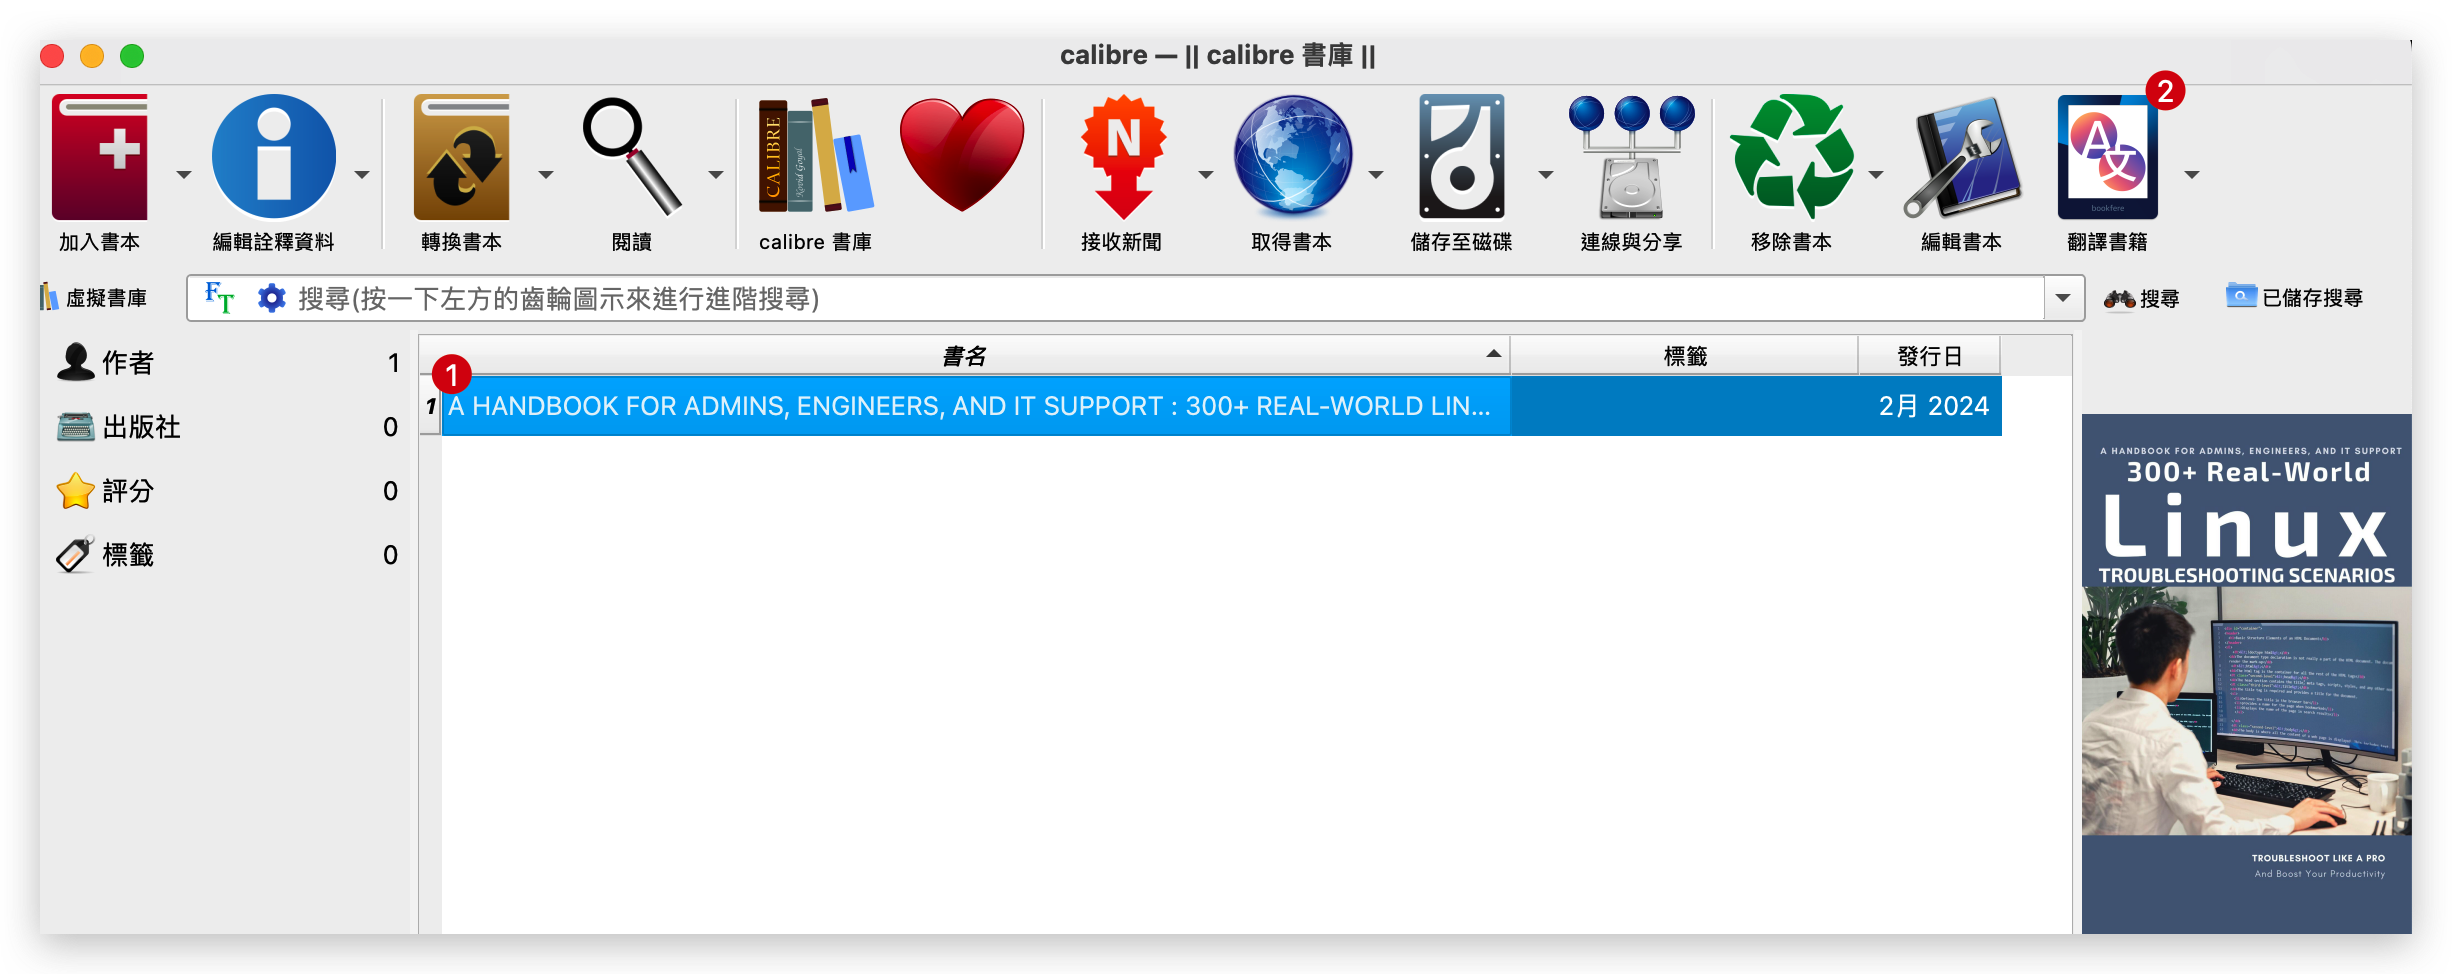 calibre — || calibre 書庫 ||
2
CALIBRE
Kovid Goyal
N
A文
bookfere
加入書本
編輯詮釋資料
轉換書本
閱讀
calibre 書庫
接收新聞
取得書本
儲存至磁碟
連線與分享
移除書本
編輯書本
翻譯書籍
虛擬書庫
FT
搜尋(按一下左方的齒輪圖示來進行進階搜尋)
搜尋
已儲存搜尋
作者 1
出版社 0
評分 0
標籤 0
書名 標籤 發行日
1
1 A HANDBOOK FOR ADMINS, ENGINEERS, AND IT SUPPORT : 300+ REAL-WORLD LIN... 2月 2024
A HANDBOOK FOR ADMINS, ENGINEERS, AND IT SUPPORT
300+ Real-World
Linux
TROUBLESHOOTING SCENARIOS
TROUBLESHOOT LIKE A PRO
And Boost Your Productivity